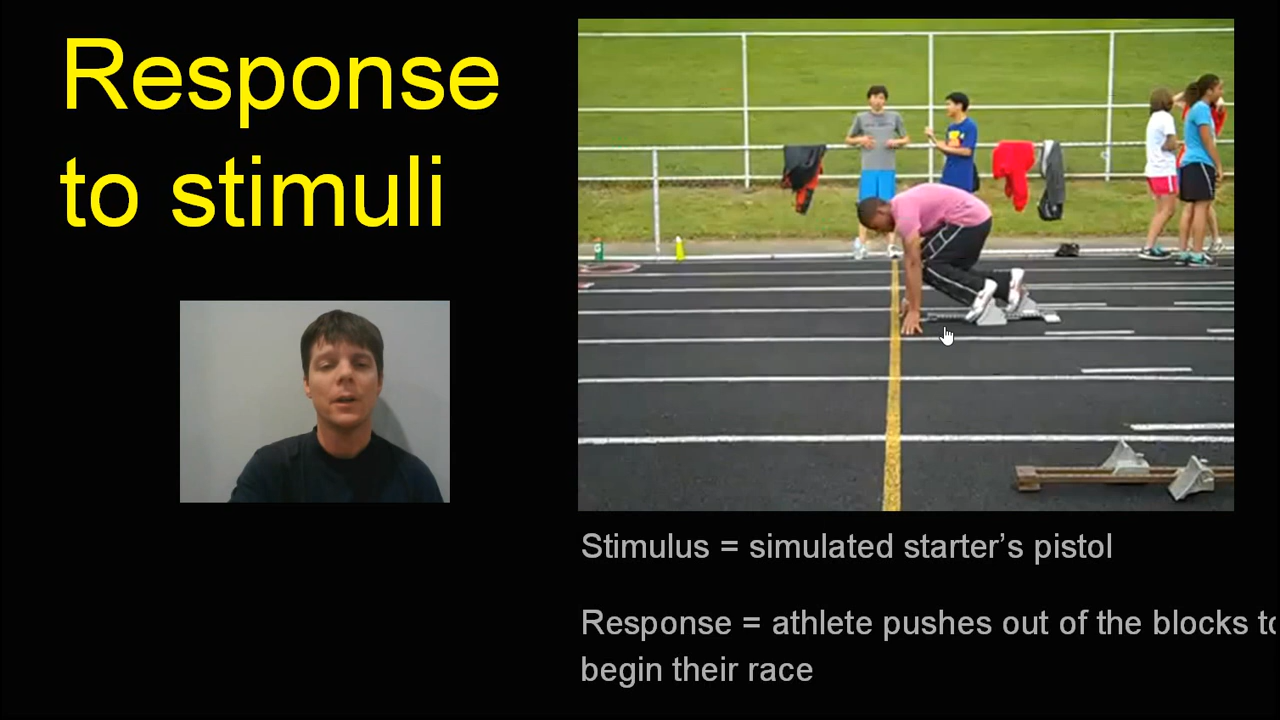 Response
to stimuli
Stimulus = simulated starter’s pistol
Response = athlete pushes out of the blocks to
begin their race